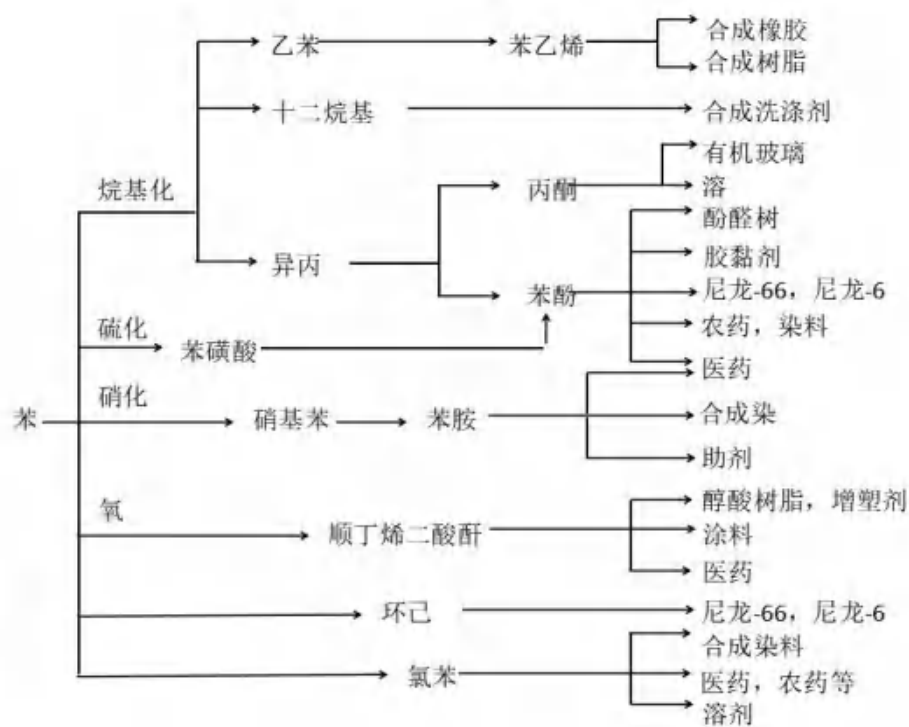 乙苯
苯乙烯
合成橡胶
合成树脂
十二烷基
合成洗涤剂
烷基化
丙酮
有机玻璃
溶
异丙
苯酚
酚醛树
胶黏剂
尼龙-66，尼龙-6
农药，染料
医药
硫化
苯磺酸
苯
硝化
硝基苯
苯胺
合成染
助剂
氧
顺丁烯二酸酐
醇酸树脂，增塑剂
涂料
医药
环己
尼龙-66，尼龙-6
氯苯
合成染料
医药，农药等
溶剂